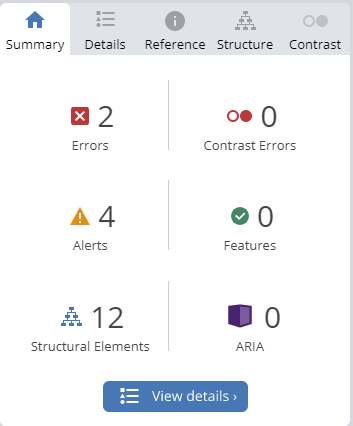 Summary Details Reference Structure Contrast
2 0
Errors Contrast Errors
4 0
Alerts Features
12 0
Structural Elements ARIA
View details ›